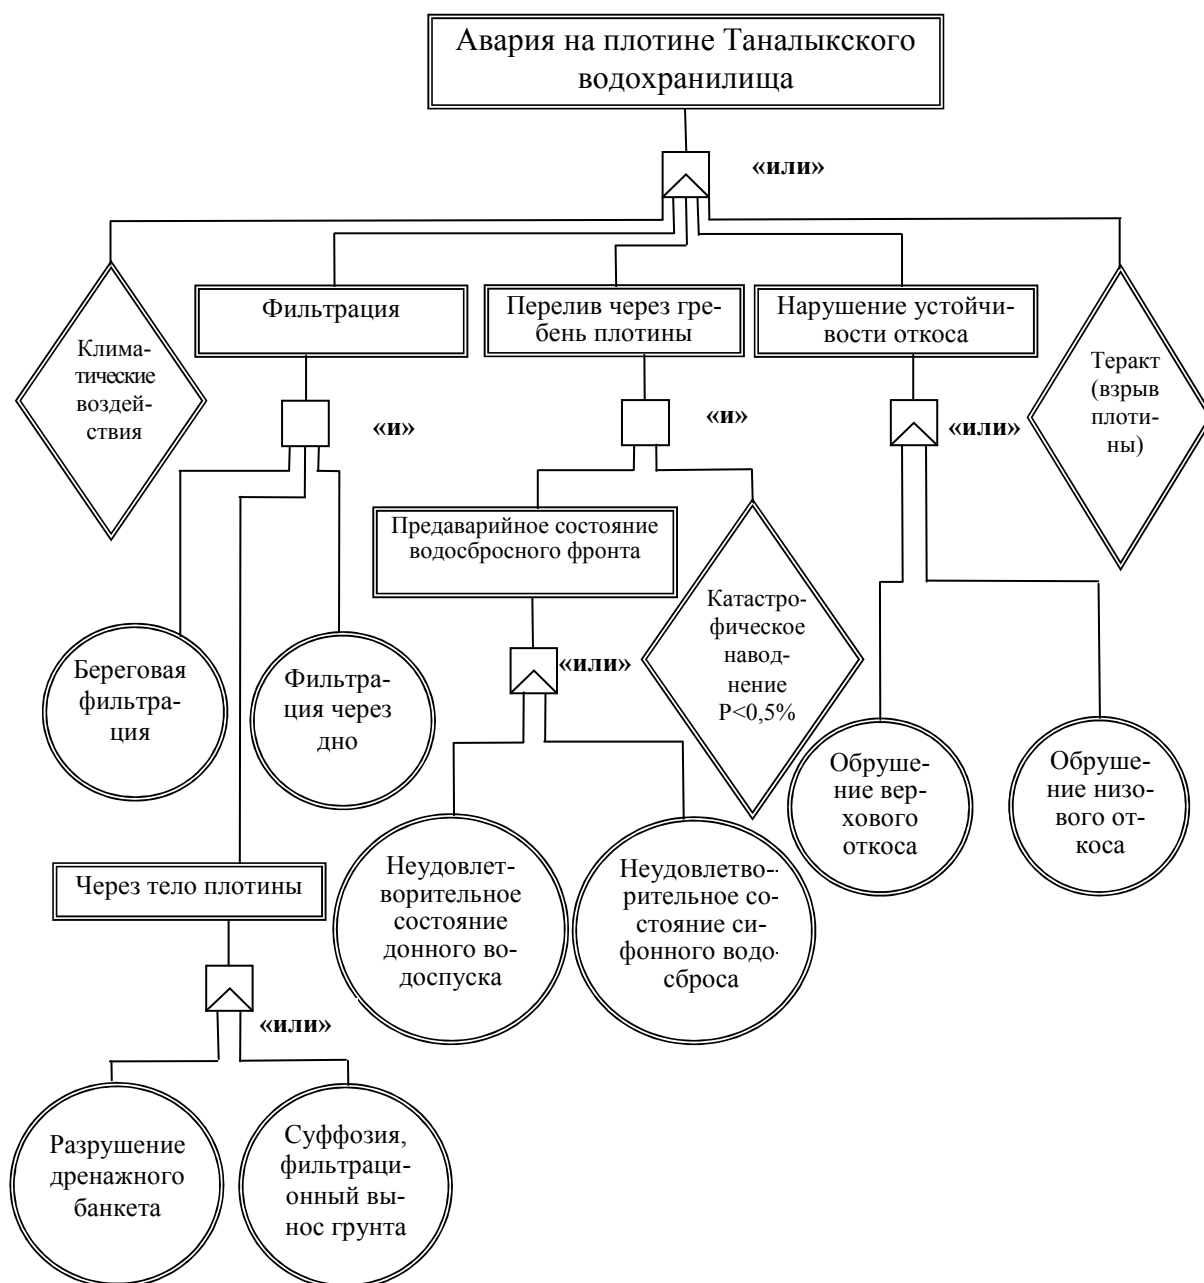 Авария на плотине Таналыкского
водохранилища
«или»
Клима-
тические
воздей-
ствия
Фильтрация
Перелив через гре-
бень плотины
Нарушение устойчи-
вости откоса
Теракт
(взрыв
плоти-
ны)
«и»
«и»
«или»
Предаварийное состояние
водосбросного фронта
Катастро-
фическое
навод-
нение
P<0,5%
Береговая
фильтра-
ция
Фильтра-
ция через
дно
«или»
Обруше-
ние вер-
хового
откоса
Обруше-
ние низо-
вого от-
коса
Через тело плотины
Неудовлет-
ворительное
состояние
донного во-
доспуска
Неудовлетво-
рительное со-
стояние си-
фонного водо-
сброса
«или»
Разрушение
дренажного
банкета
Суффозия,
фильтраци-
онный вы-
нос грунта